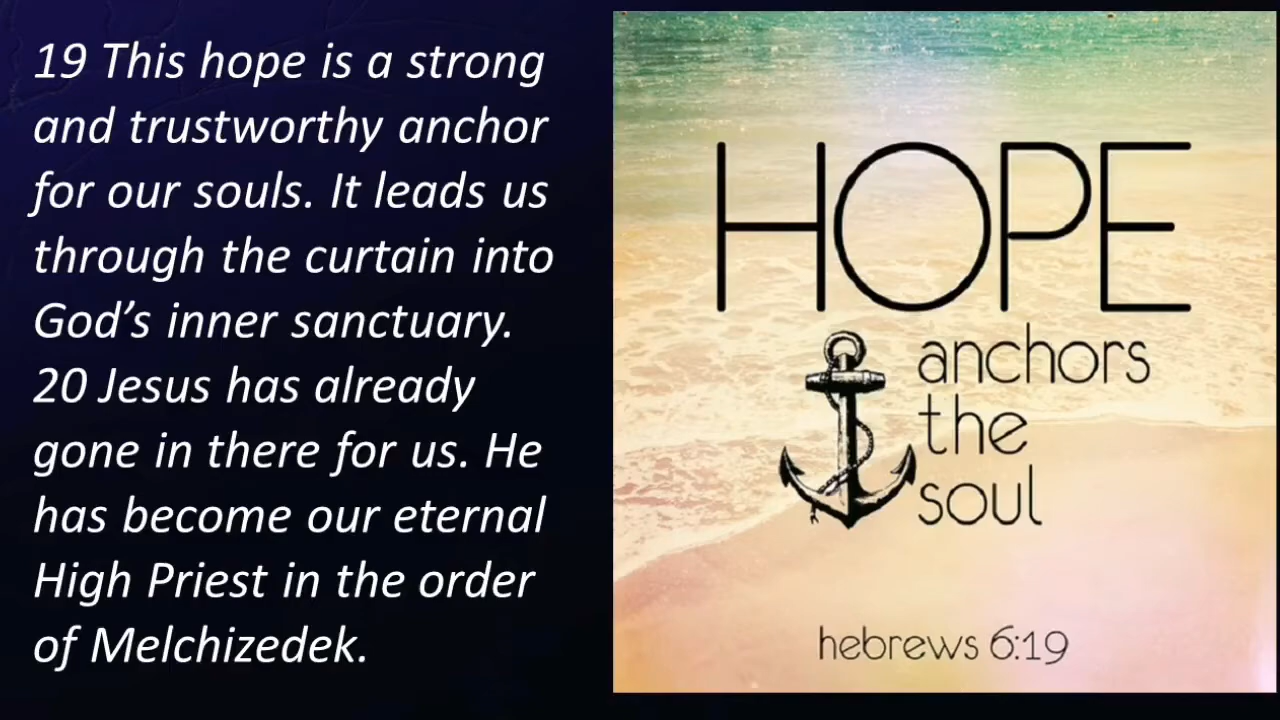 19 This hope is a strong
and trustworthy anchor
for our souls. It leads us
through the curtain into
God’s inner sanctuary.
20 Jesus has already
gone in there for us. He
has become our eternal
High Priest in the order
of Melchizedek.
HOPE
anchors
the
soul
hebrews 6:19